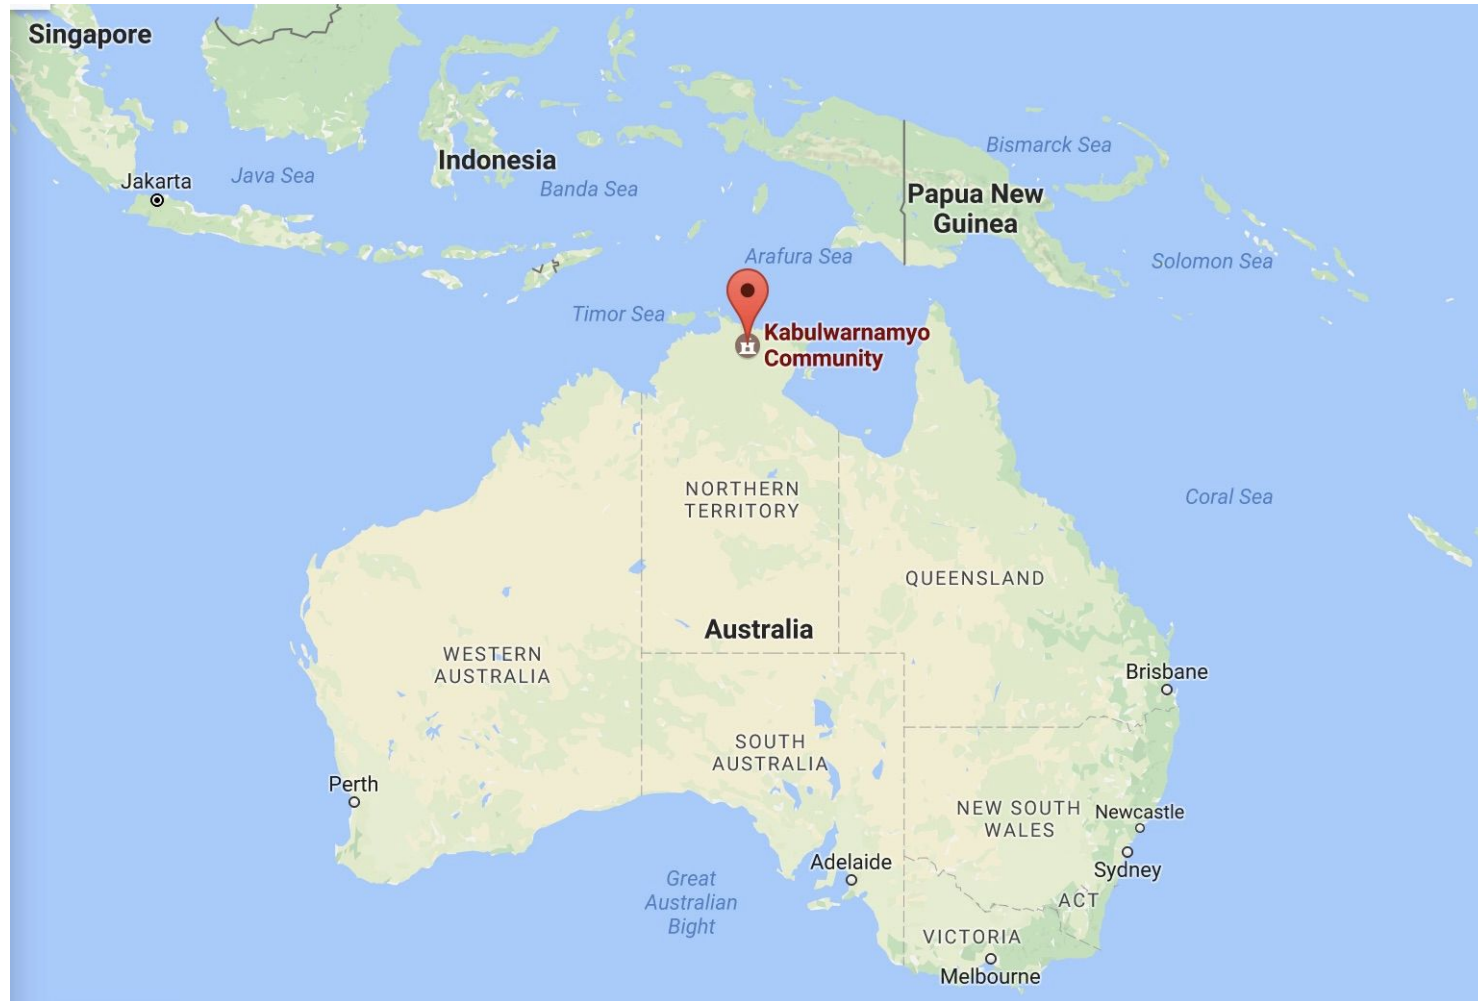 Singapore
Indonesia
Jakarta
Java Sea
Banda Sea
Bismarck Sea
Papua New
Guinea
Arafura Sea
Solomon Sea
Timor Sea
Kabulwarnamyo
Community
NORTHERN
TERRITORY
Coral Sea
QUEENSLAND
Australia
WESTERN
AUSTRALIA
Brisbane
SOUTH
AUSTRALIA
Perth
NEW SOUTH
WALES
Newcastle
Adelaide
Sydney
Great
Australian
Bight
ACT
VICTORIA
Melbourne